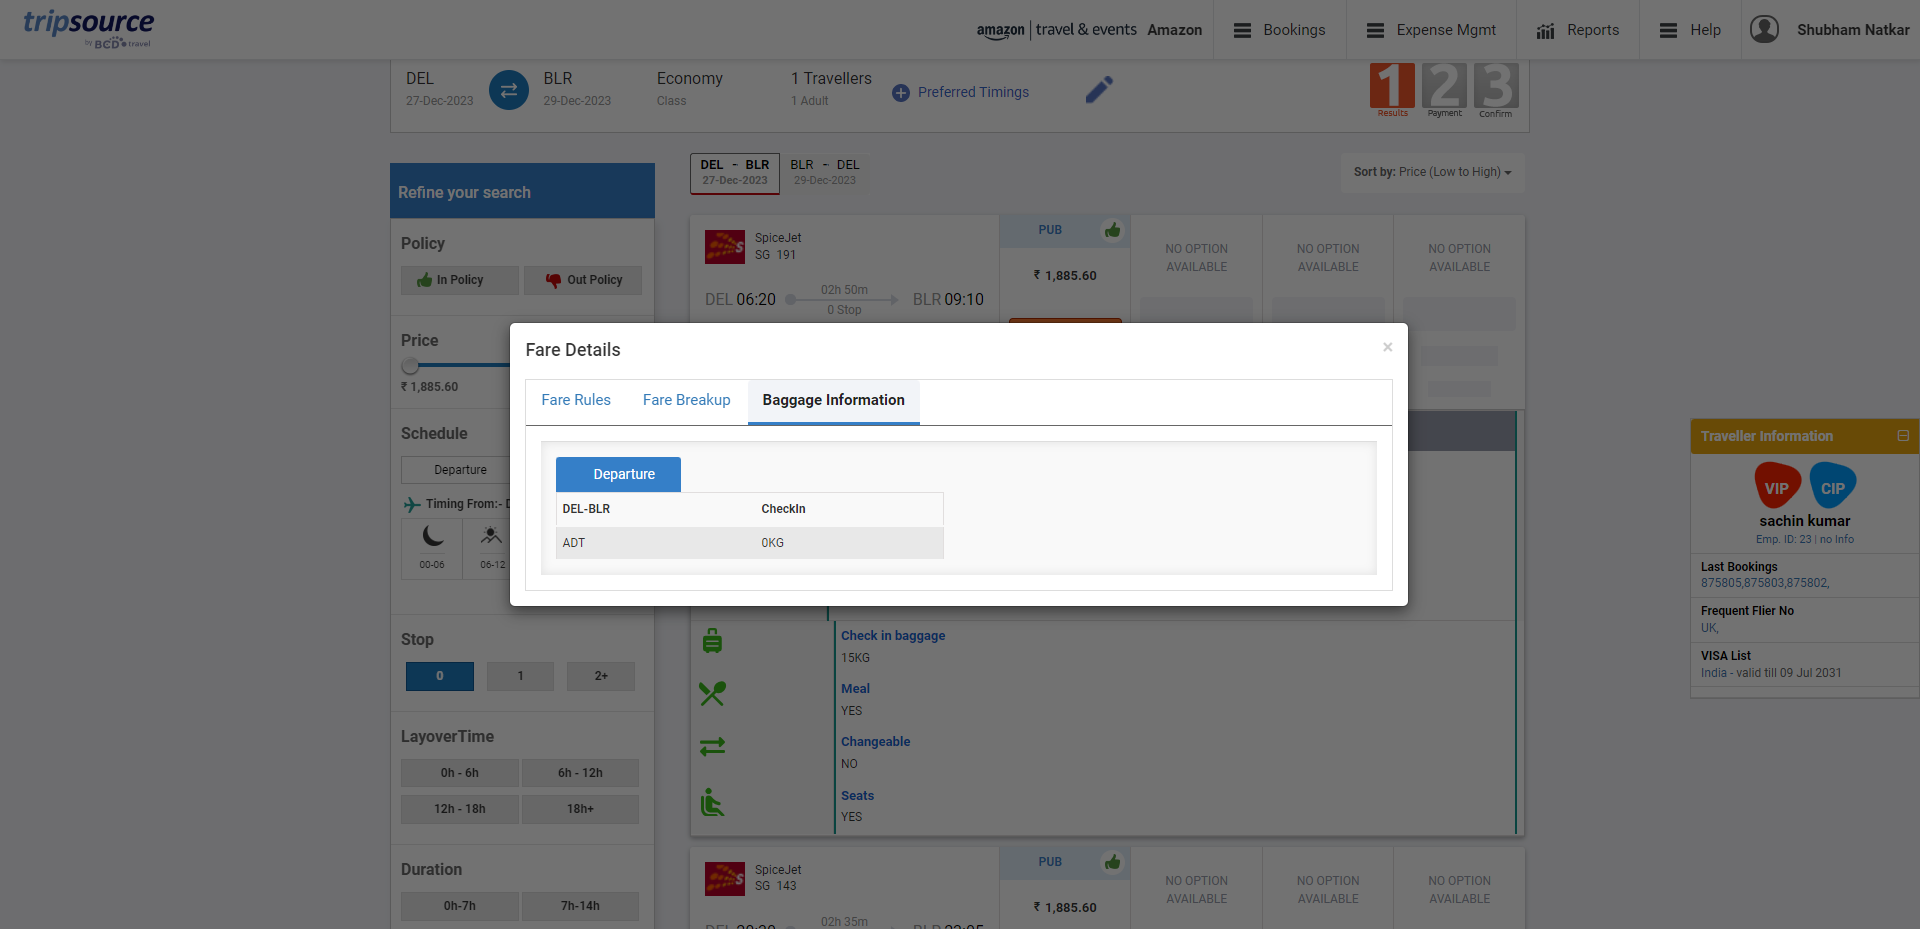 tripsource
by BCD travel
amazon | travel & events Amazon
Bookings
Expense Mgmt
Reports
Help
Shubham Natkar
DEL
27-Dec-2023
BLR
29-Dec-2023
Economy
Class
1 Travellers
1 Adult
Preferred Timings
1 2 3
Results Payment Confirm
DEL - BLR
27-Dec-2023
BLR - DEL
29-Dec-2023
Sort by: Price (Low to High)
Refine your search
Policy
In Policy
Out Policy
Price
₹ 1,885.60
Schedule
Departure
Timing From:- D
00-06
06-12
Stop
0
1
2+
LayoverTime
0h - 6h
6h - 12h
12h - 18h
18h+
Duration
0h-7h
7h-14h
SpiceJet
SG 191
DEL 06:20
02h 50m
0 Stop
BLR 09:10
PUB
₹ 1,885.60
NO OPTION
AVAILABLE
NO OPTION
AVAILABLE
NO OPTION
AVAILABLE
Fare Details
×
Fare Rules
Fare Breakup
Baggage Information
Departure
DEL-BLR CheckIn
ADT 0KG
Check in baggage
15KG
Meal
YES
Changeable
NO
Seats
YES
SpiceJet
SG 143
02h 35m
PUB
₹ 1,885.60
NO OPTION
AVAILABLE
NO OPTION
AVAILABLE
NO OPTION
AVAILABLE
Traveller Information
VIP
CIP
sachin kumar
Emp. ID: 23 | no Info
Last Bookings
875805,875803,875802,
Frequent Flier No
UK,
VISA List
India - valid till 09 Jul 2031